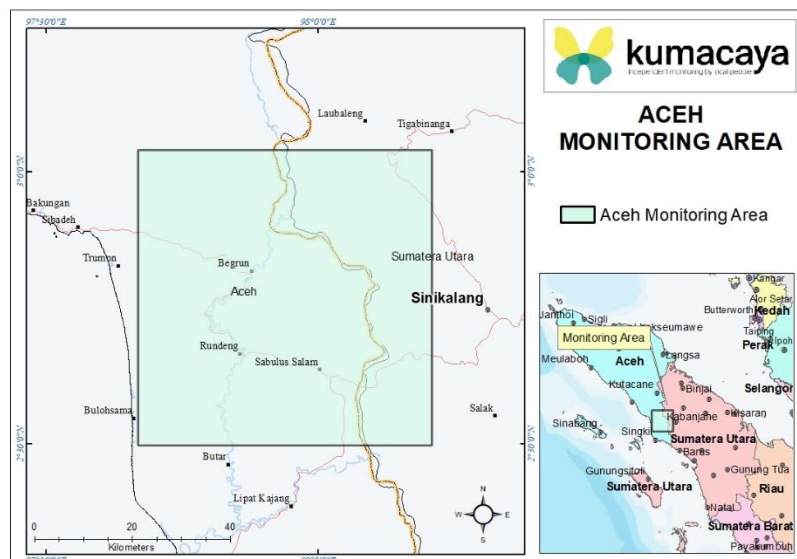 97°30'0"E
98°0'0"E
3°0'0"N
3°0'0"N
2°30'0"N
2°30'0"N
Laubaleng
Tigabinanga
Bakungan
Sibadeh
Trumon
Begrun
Aceh
Sumatera Utara
Sinikalang
Rundeng
Sabulus Salam
Bulohsama
Salak
Butar
Lipat Kajang
0 20 40
Kilometers
N
W E
S
kumacaya
independent monitoring by local people
ACEH
MONITORING AREA
Aceh Monitoring Area
Kangar
Alor Setar
Janthoi
Sigli
Butterworth
Kedah
Taiping
Ipoh
Monitoring Area
Perak
Aceh
Langsa
Meulaboh
Selangor
Kutacane
Binjai
Sinabang
Kabanjahe
Kisaran
Singkil
Sumatera Utara
Barus
Gunungsitoli
Gunung Tua
Sumatera Utara
Riau
Natal
Sumatera Barat